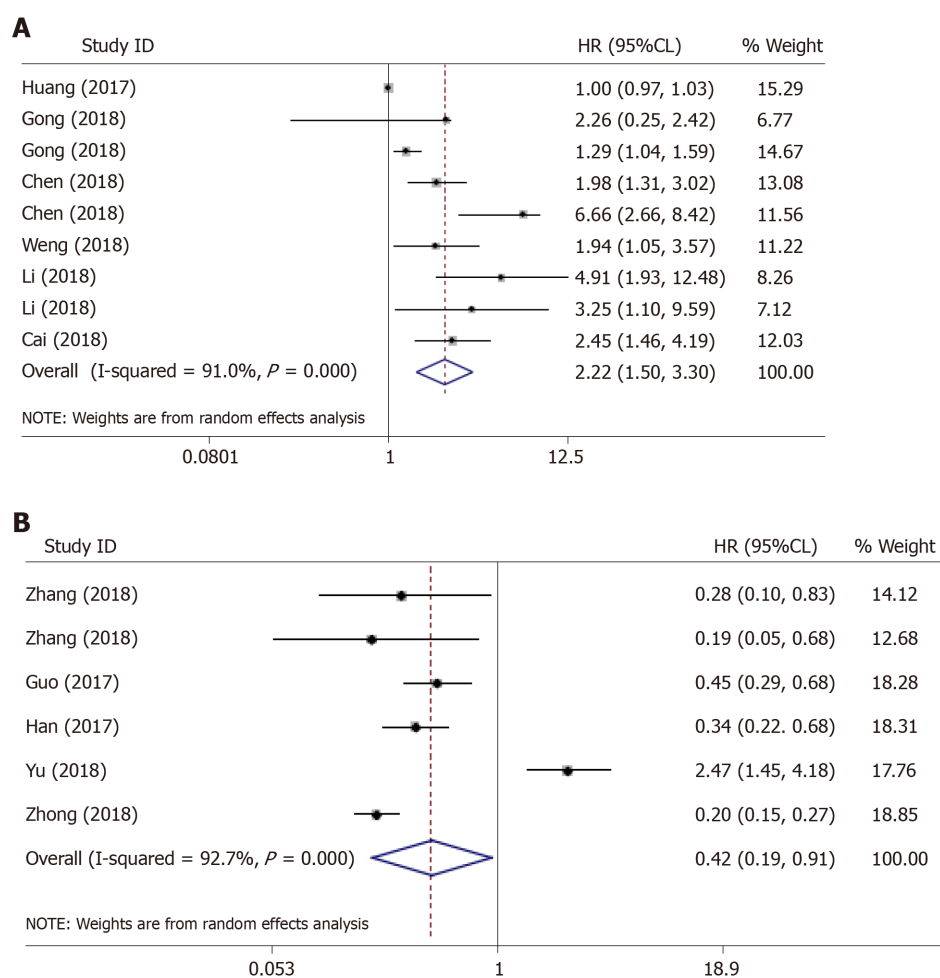 A
Study ID HR (95%CL) % Weight
Huang (2017) 1.00 (0.97, 1.03) 15.29
Gong (2018) 2.26 (0.25, 2.42) 6.77
Gong (2018) 1.29 (1.04, 1.59) 14.67
Chen (2018) 1.98 (1.31, 3.02) 13.08
Chen (2018) 6.66 (2.66, 8.42) 11.56
Weng (2018) 1.94 (1.05, 3.57) 11.22
Li (2018) 4.91 (1.93, 12.48) 8.26
Li (2018) 3.25 (1.10, 9.59) 7.12
Cai (2018) 2.45 (1.46, 4.19) 12.03
Overall (I-squared = 91.0%, P = 0.000) 2.22 (1.50, 3.30) 100.00
NOTE: Weights are from random effects analysis
0.0801 1 12.5
B
Study ID HR (95%CL) % Weight
Zhang (2018) 0.28 (0.10, 0.83) 14.12
Zhang (2018) 0.19 (0.05, 0.68) 12.68
Guo (2017) 0.45 (0.29, 0.68) 18.28
Han (2017) 0.34 (0.22. 0.68) 18.31
Yu (2018) 2.47 (1.45, 4.18) 17.76
Zhong (2018) 0.20 (0.15, 0.27) 18.85
Overall (I-squared = 92.7%, P = 0.000) 0.42 (0.19, 0.91) 100.00
NOTE: Weights are from random effects analysis
0.053 1 18.9